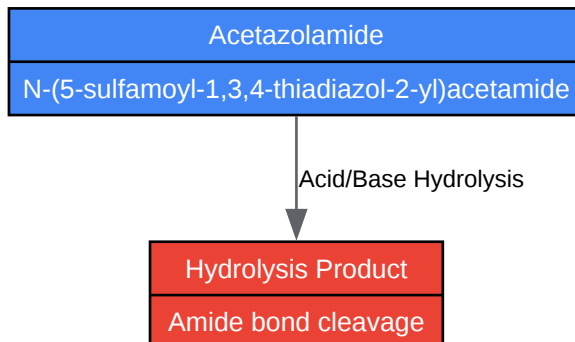 Acetazolamide
N-(5-sulfamoyl-1,3,4-thiadiazol-2-yl)acetamide
Acid/Base Hydrolysis
Hydrolysis Product
Amide bond cleavage